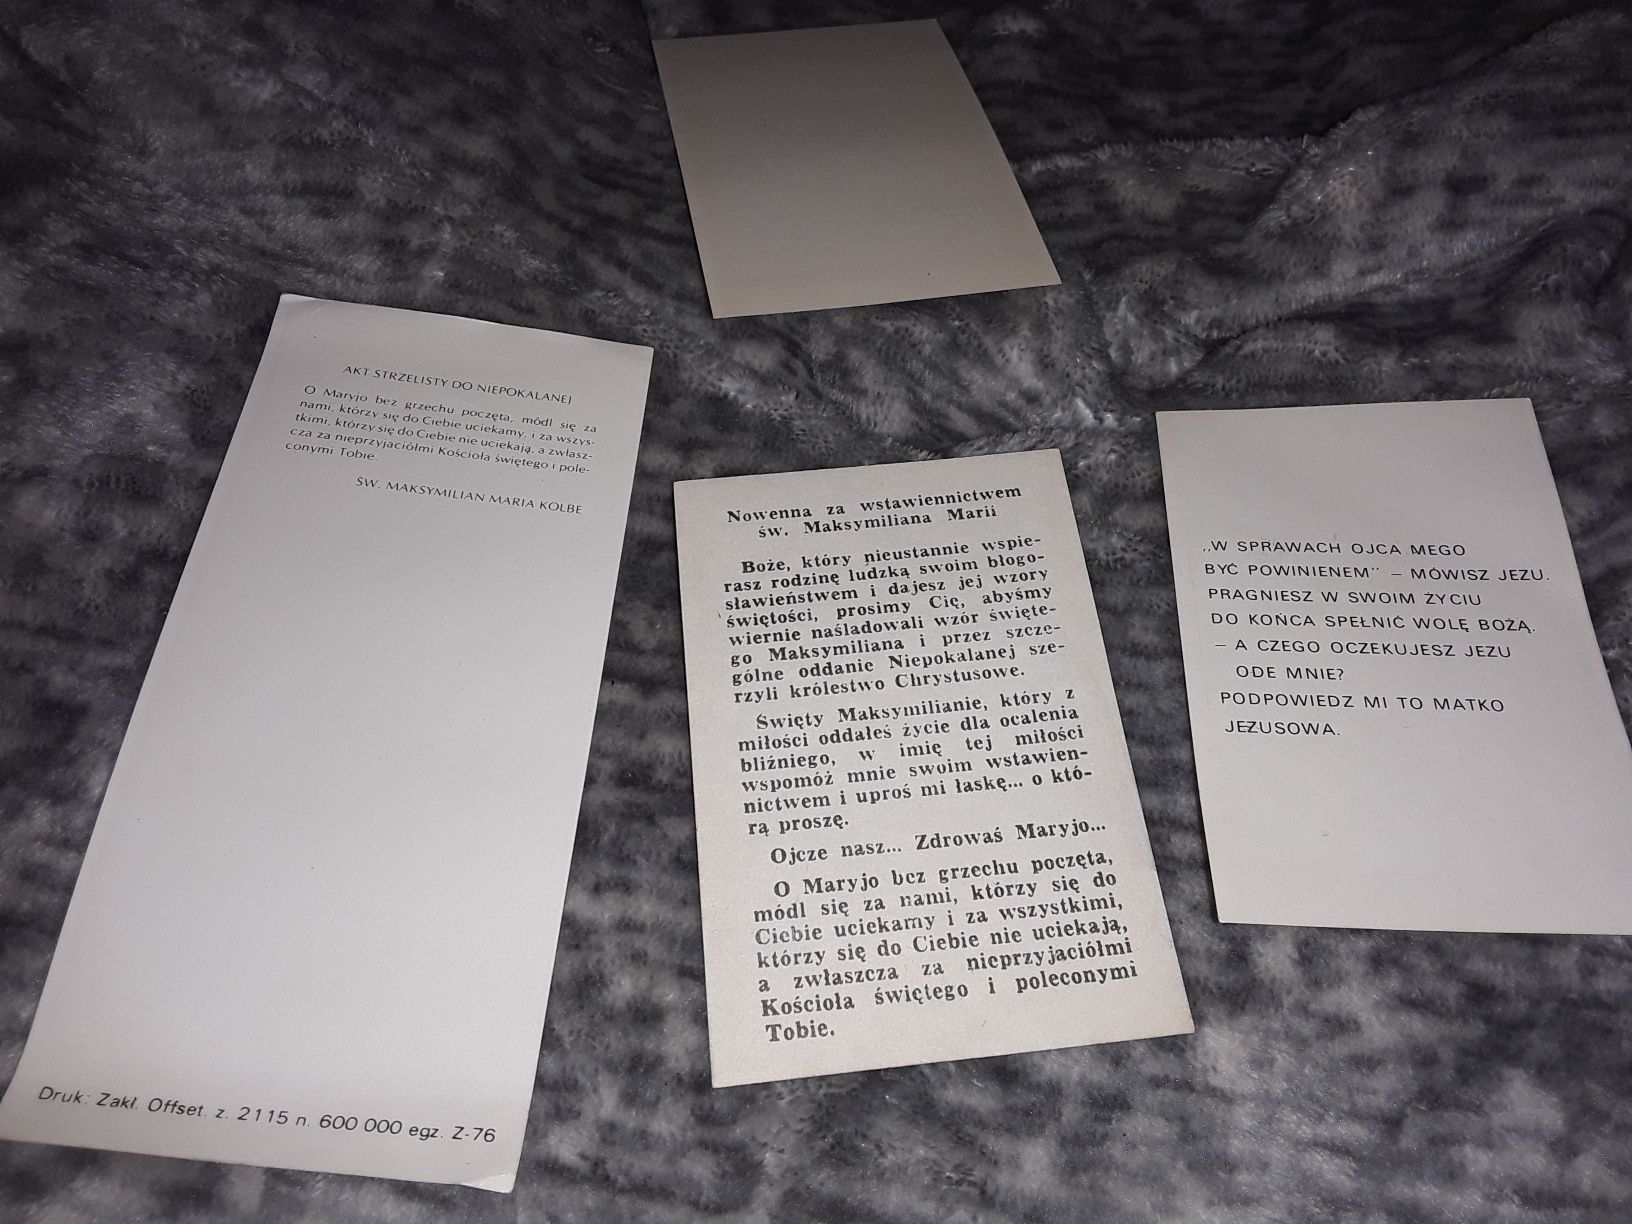 AKT STRZELISTY DO NIEPOKALANEJ
O Maryjo bez grzechu poczęta, módl się za
nami, którzy się do Ciebie uciekamy, i za wszys-
tkimi, którzy się do Ciebie nie uciekają, a zwłasz-
cza za nieprzyjaciółmi Kościoła świętego i pole-
conymi Tobie.
ŚW. MAKSYMILIAN MARIA KOLBE
Druk: Zakł. Offset. z. 2115 n. 600 000 egz. Z-76
Nowenna za wstawiennictwem
św. Maksymiliana Marii
Boże, który nieustannie wspie-
rasz rodzinę ludzką swoim błogo-
sławieństwem i dajesz jej wzory
świętości, prosimy Cię, abyśmy
wiernie naśladowali wzór święte-
go Maksymiliana i przez szcze-
gólne oddanie Niepokalanej sze-
rzyli królestwo Chrystusowe.
Święty Maksymilianie, który z
miłości oddałeś życie dla ocalenia
bliźniego, w imię tej miłości
wspomóż mnie swoim wstawien-
nictwem i uproś mi łaskę... o któ-
rą proszę.
Ojcze nasz... Zdrowaś Maryjo...
O Maryjo bez grzechu poczęta,
módl się za nami, którzy się do
Ciebie uciekamy i za wszystkimi,
którzy się do Ciebie nie uciekają,
a zwłaszcza za nieprzyjaciółmi
Kościoła świętego i poleconymi
Tobie.
„W SPRAWACH OJCA MEGO
BYĆ POWINIENEM" – MÓWISZ JEZU.
PRAGNIESZ W SWOIM ŻYCIU
DO KOŃCA SPEŁNIĆ WOLĘ BOŻĄ.
– A CZEGO OCZEKUJESZ JEZU
ODE MNIE?
PODPOWIEDZ MI TO MATKO
JEZUSOWA.